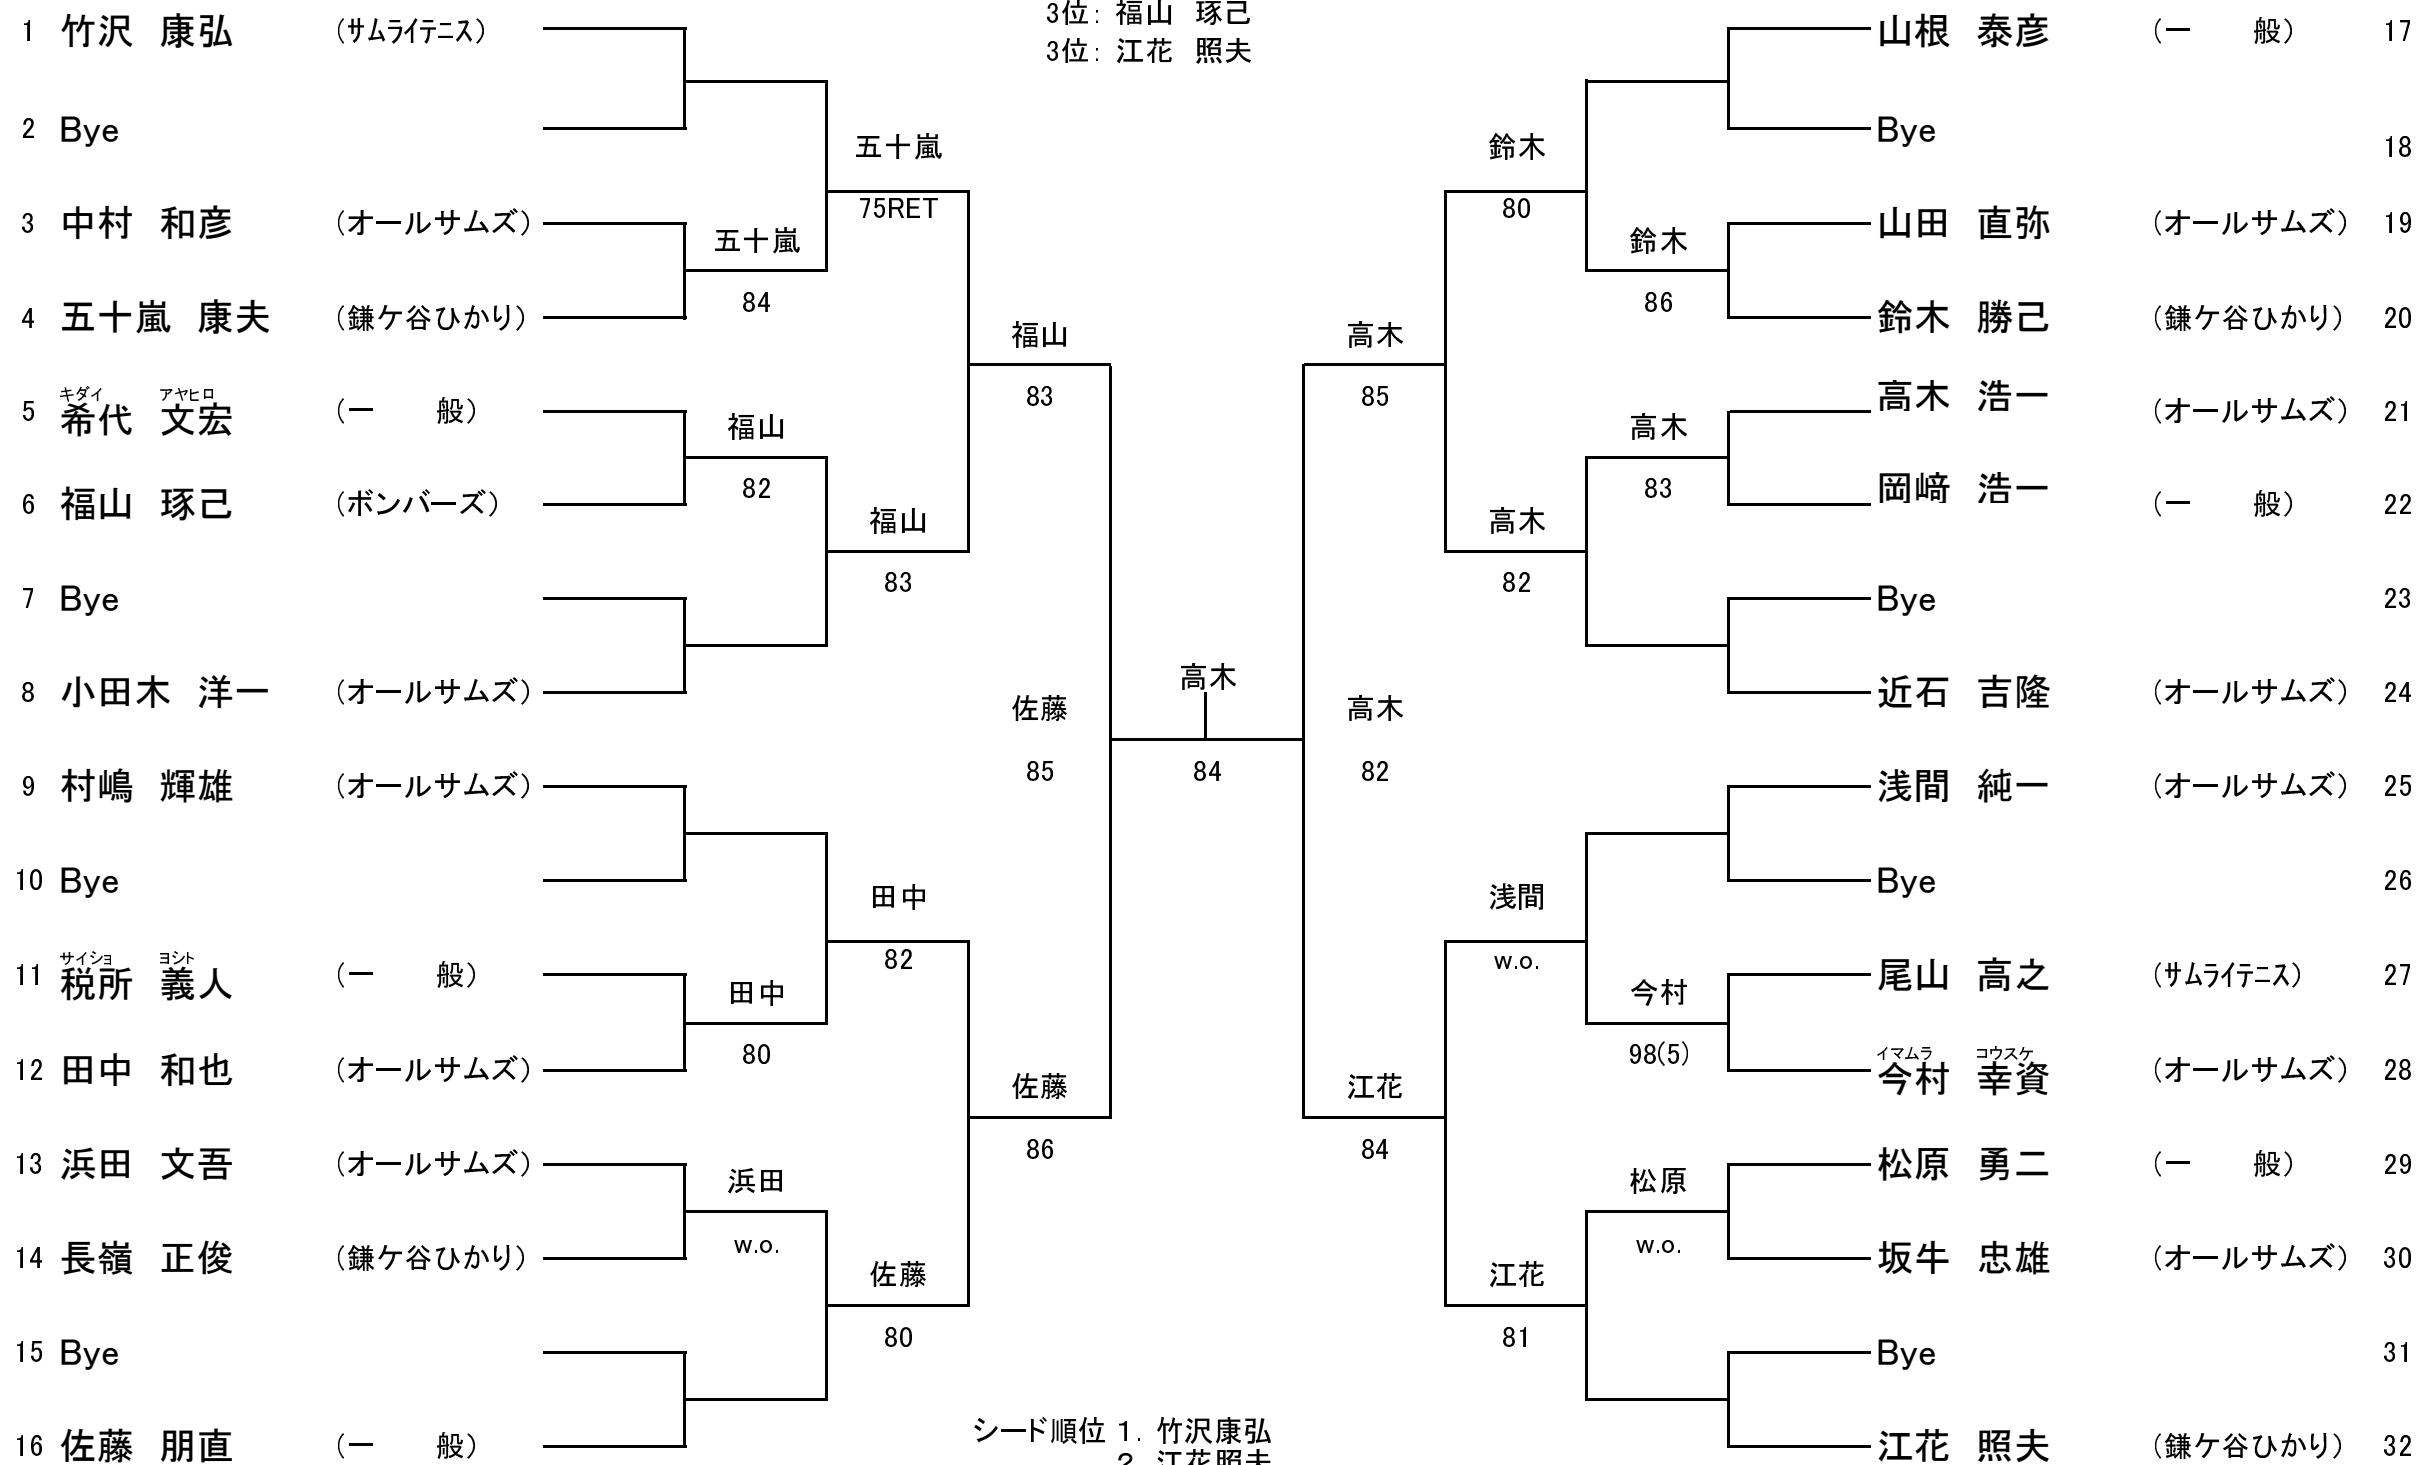 3位: 福山　琢己
3位: 江花　照夫
1 竹沢　康弘 (サムライテニス)
2 Bye
3 中村　和彦 (オールサムズ)
4 五十嵐　康夫 (鎌ケ谷ひかり)
キダイ　アヤヒロ
5 希代　文宏 (一　　般)
6 福山　琢己 (ボンバーズ)
7 Bye
8 小田木　洋一 (オールサムズ)
9 村嶋　輝雄 (オールサムズ)
10 Bye
サイショ　ヨシト
11 税所　義人 (一　　般)
12 田中　和也 (オールサムズ)
13 浜田　文吾 (オールサムズ)
14 長嶺　正俊 (鎌ケ谷ひかり)
15 Bye
16 佐藤　朋直 (一　　般)
五十嵐
84
福山
82
田中
80
浜田
w.o.
五十嵐
75RET
福山
83
田中
82
佐藤
80
福山
83
佐藤
86
佐藤
85
高木
84
高木
82
高木
85
江花
84
鈴木
80
高木
82
浅間
w.o.
江花
81
鈴木
86
高木
83
今村
98(5)
松原
w.o.
山根　泰彦 (一　　般) 17
Bye 18
山田　直弥 (オールサムズ) 19
鈴木　勝己 (鎌ケ谷ひかり) 20
高木　浩一 (オールサムズ) 21
岡﨑　浩一 (一　　般) 22
Bye 23
近石　吉隆 (オールサムズ) 24
浅間　純一 (オールサムズ) 25
Bye 26
尾山　高之 (サムライテニス) 27
イマムラ　コウスケ
今村　幸資 (オールサムズ) 28
松原　勇二 (一　　般) 29
坂牛　忠雄 (オールサムズ) 30
Bye 31
江花　照夫 (鎌ケ谷ひかり) 32
シード順位 1. 竹沢康弘
2. 江花照夫